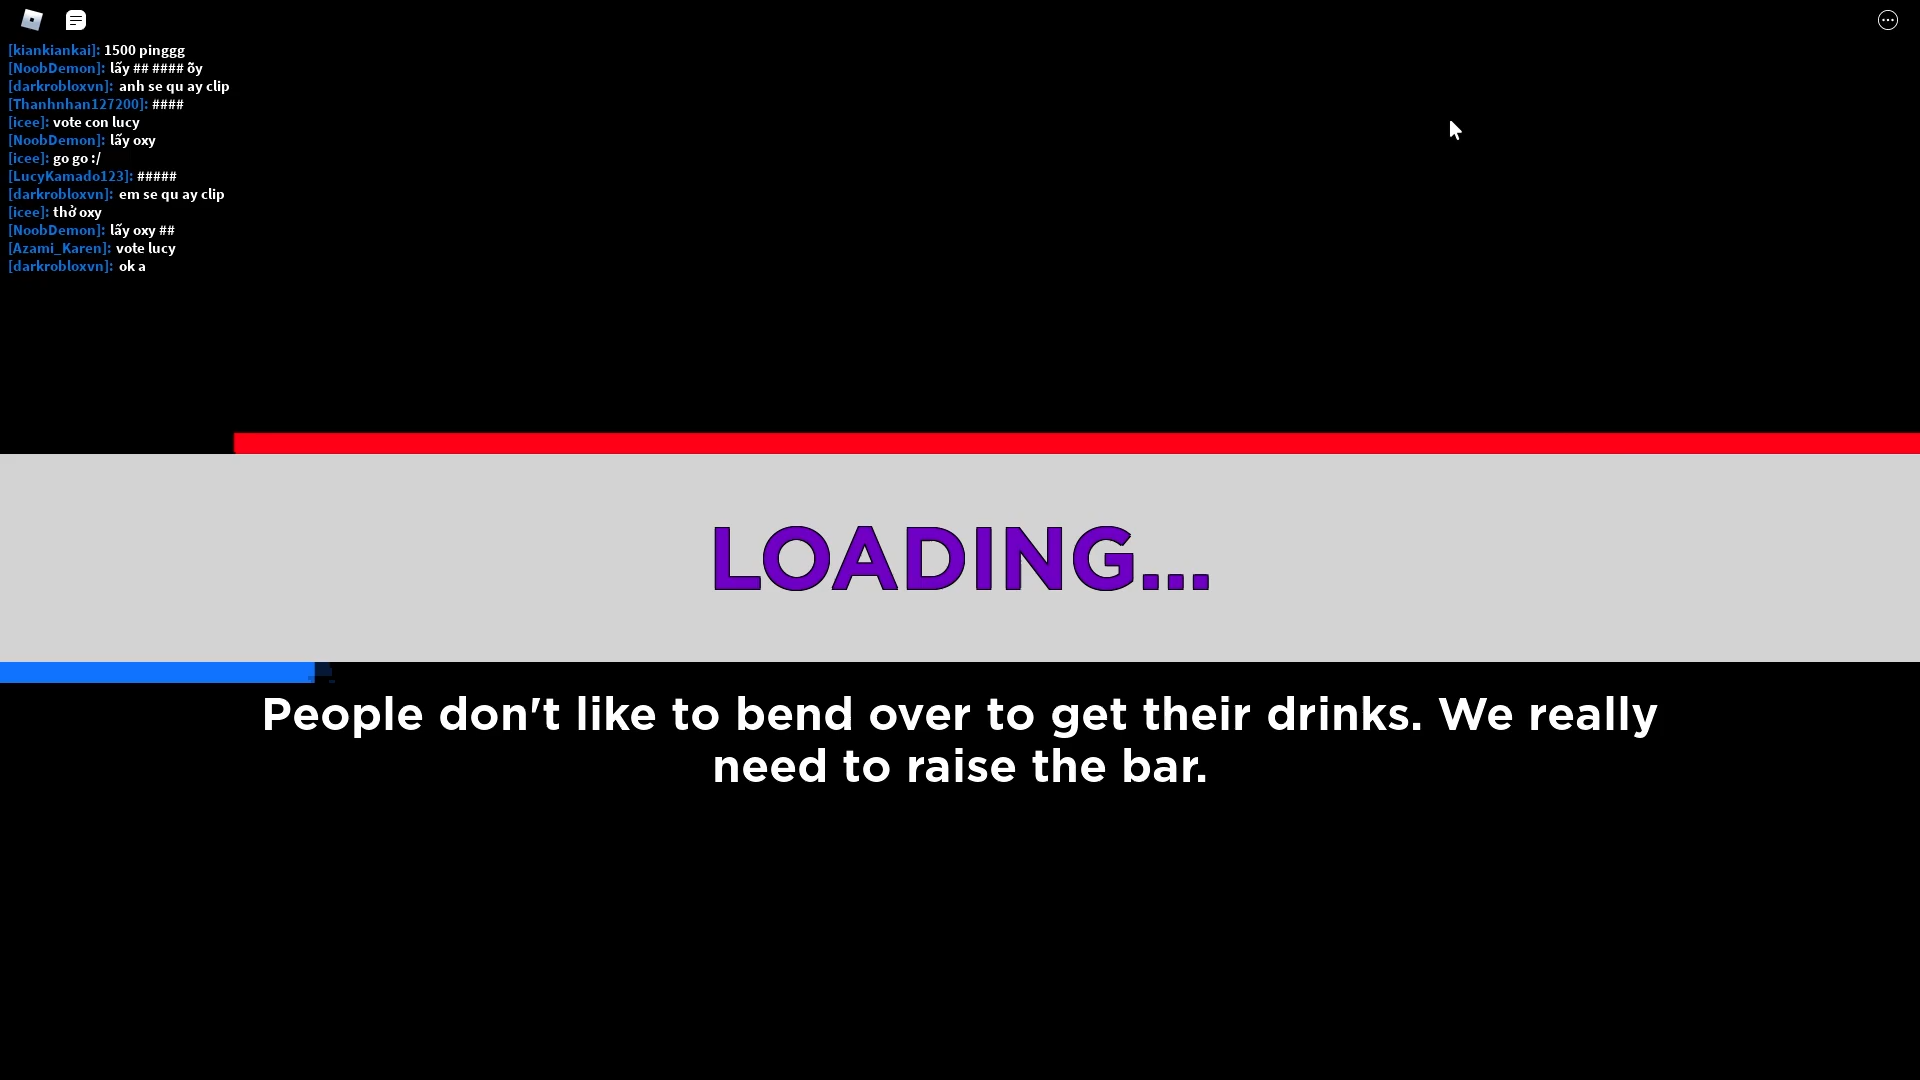 [kiankiankai]: 1500 pinggg
[NoobDemon]: lấy ## #### õy
[darkrobloxvn]: anh se qu ay clip
[Thanhnhan127200]: ####
[icee]: vote con lucy
[NoobDemon]: lấy oxy
[icee]: go go :/
[LucyKamado123]: #####
[darkrobloxvn]: em se qu ay clip
[icee]: thở oxy
[NoobDemon]: lấy oxy ##
[Azami_Karen]: vote lucy
[darkrobloxvn]: ok a
LOADING...
People don't like to bend over to get their drinks. We really
need to raise the bar.